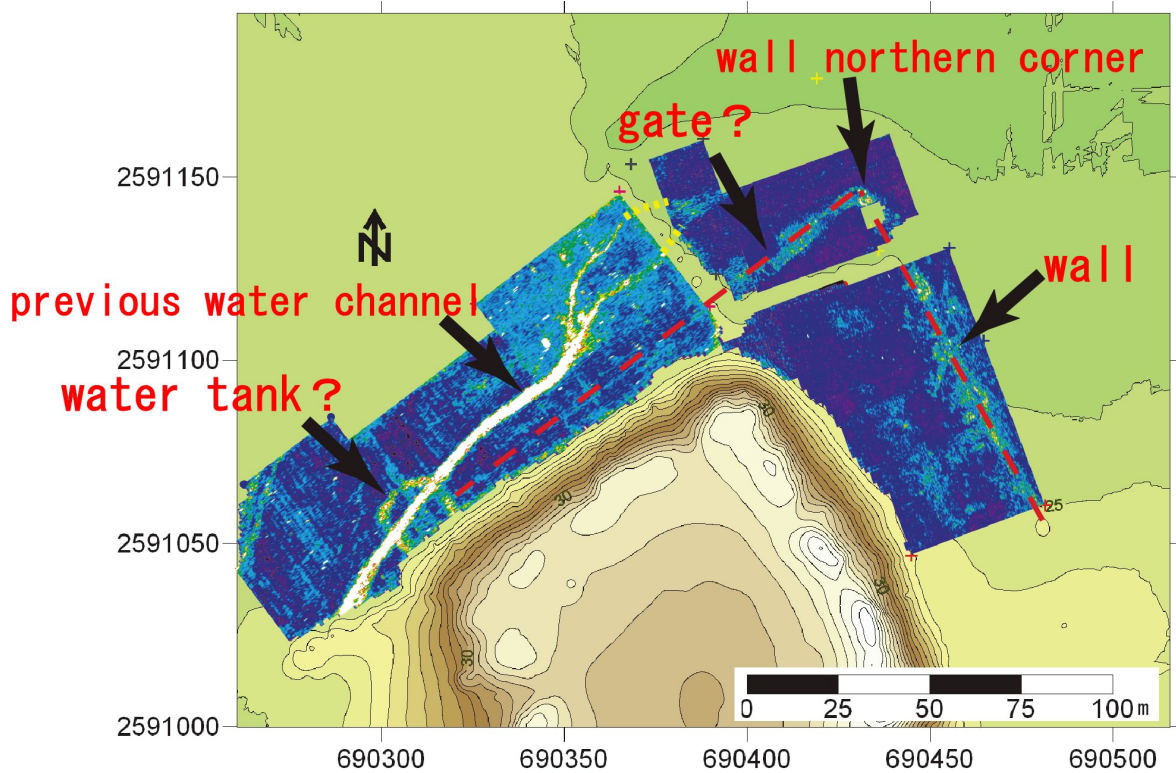 wall northern corner
gate?
2591150
N
wall
previous water channel
2591100
water tank?
30
30
25
2591050
30
30
0 25 50 75 100m
2591000
690300 690350 690400 690450 690500